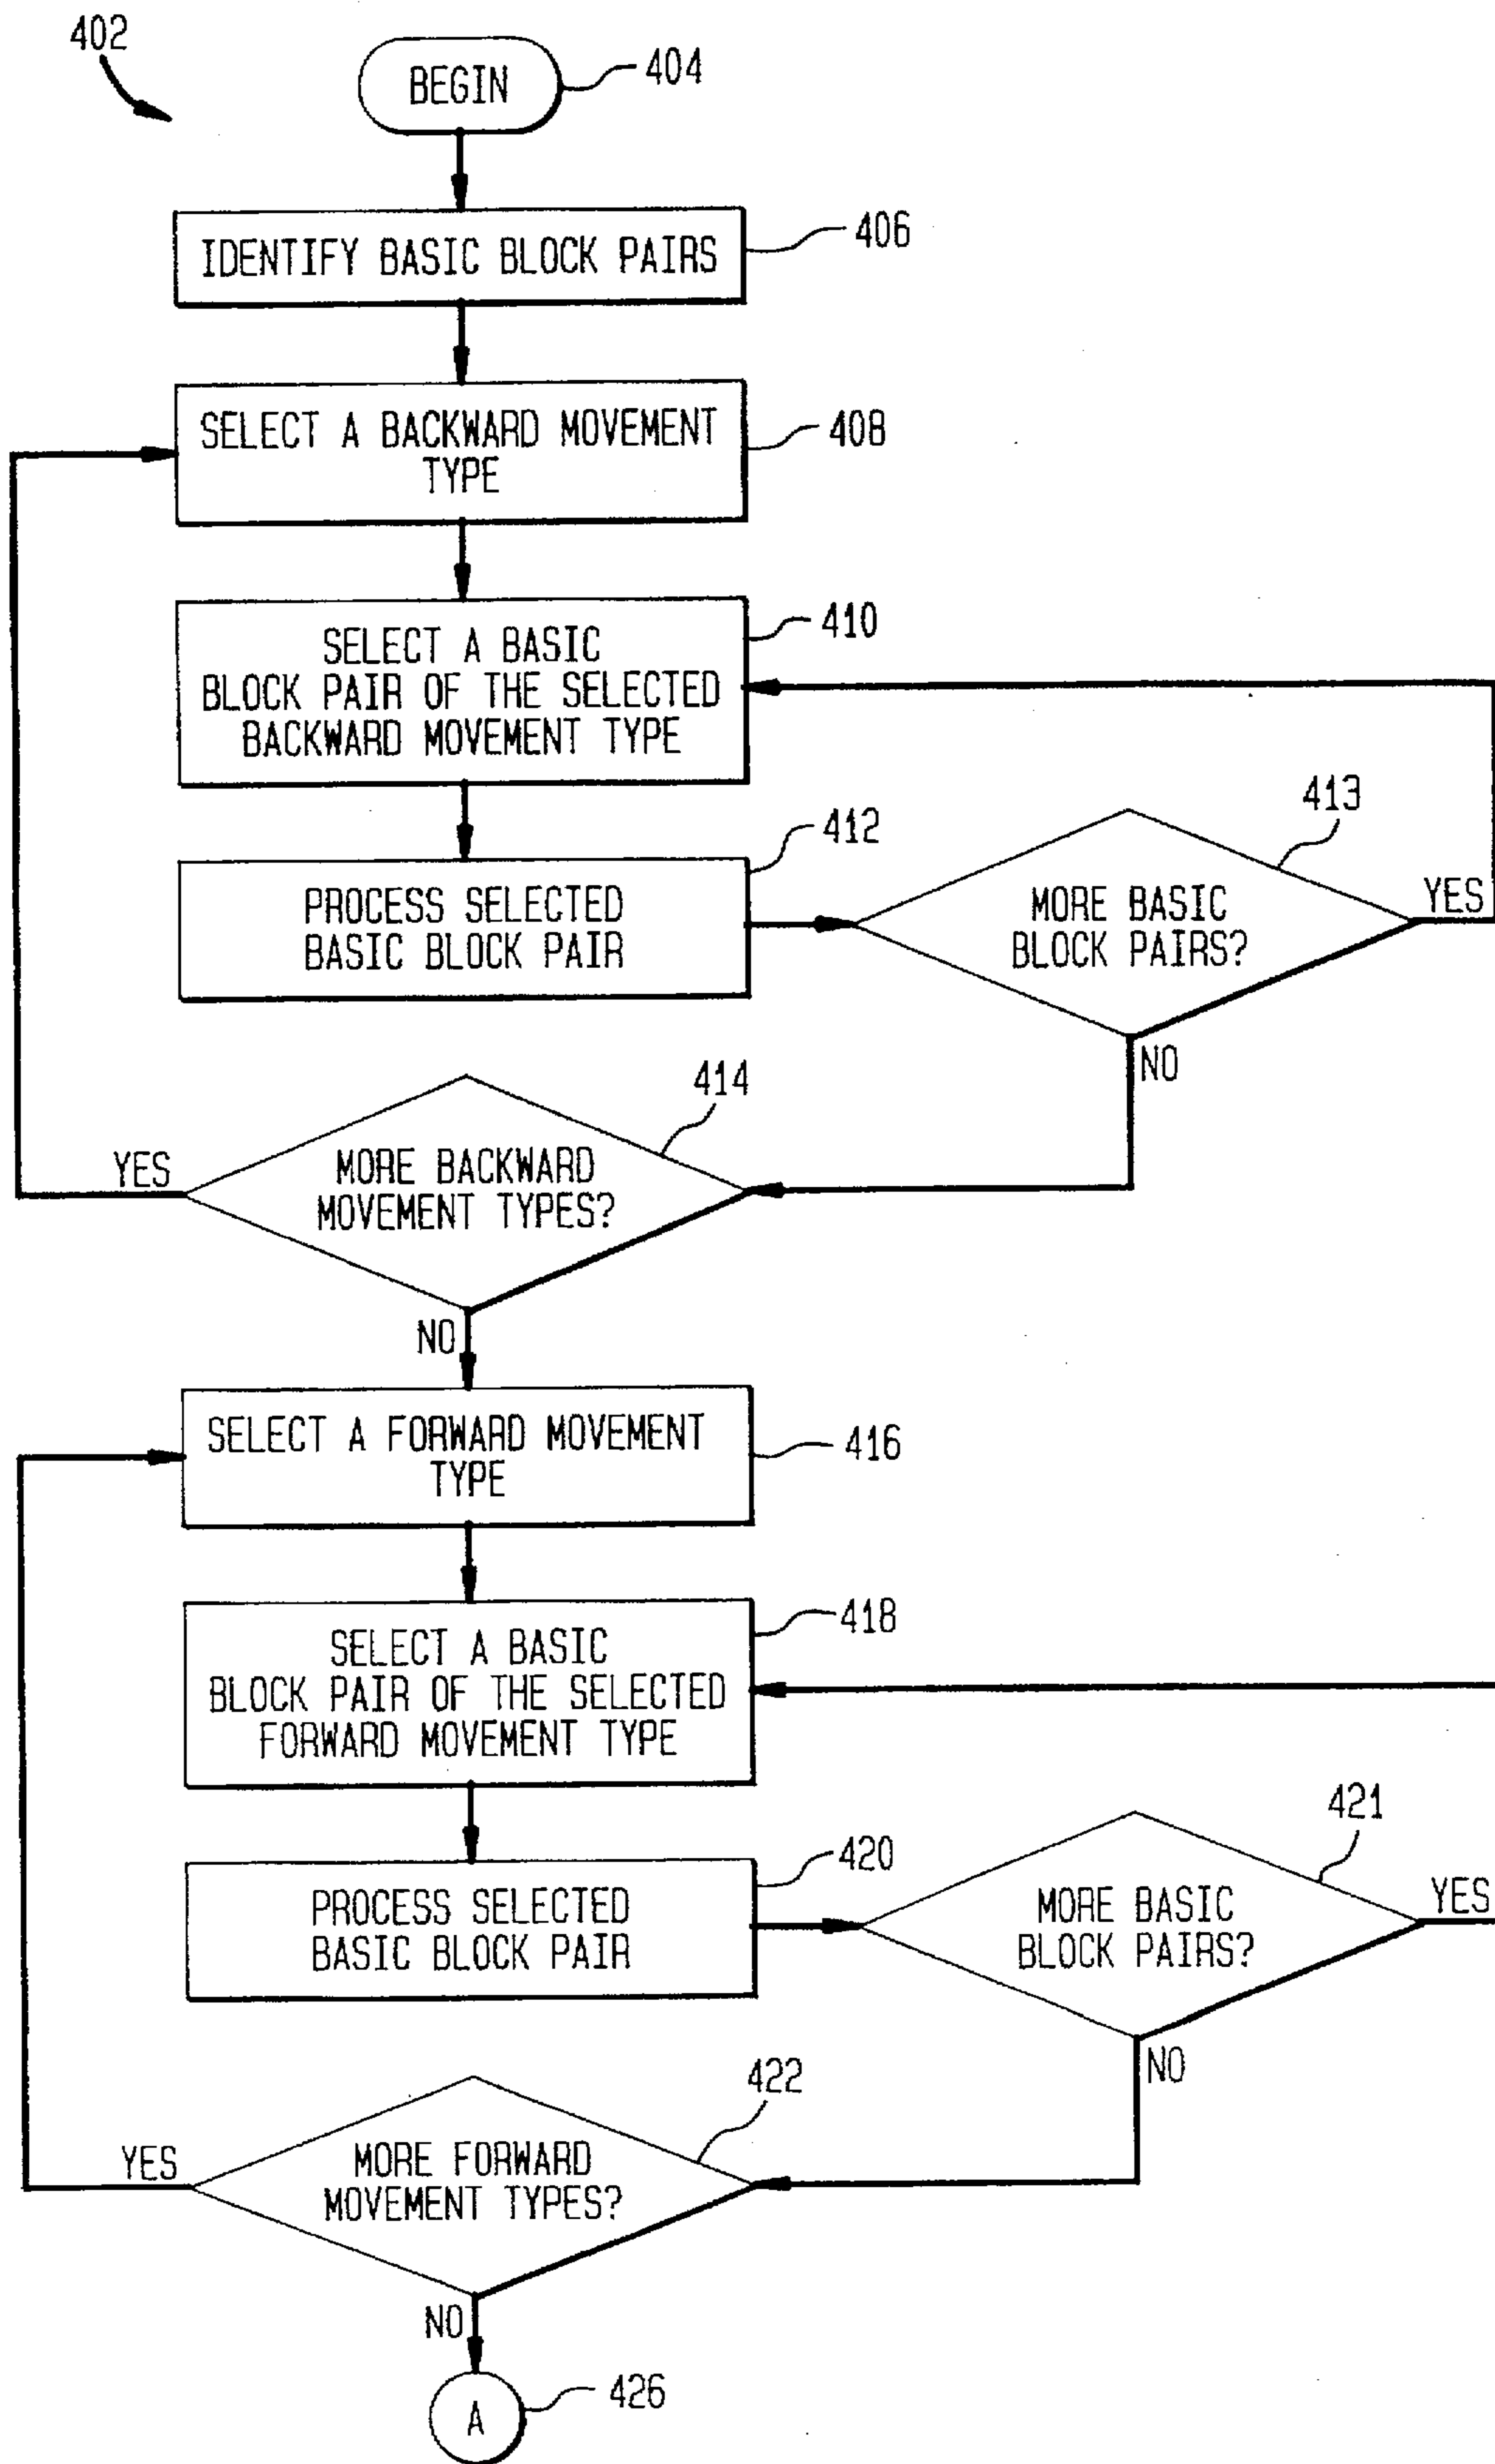 402
BEGIN
404
IDENTIFY BASIC BLOCK PAIRS
406
SELECT A BACKWARD MOVEMENT
TYPE
408
SELECT A BASIC
BLOCK PAIR OF THE SELECTED
BACKWARD MOVEMENT TYPE
410
PROCESS SELECTED
BASIC BLOCK PAIR
412
MORE BASIC
BLOCK PAIRS?
413
YES
NO
MORE BACKWARD
MOVEMENT TYPES?
414
YES
NO
SELECT A FORWARD MOVEMENT
TYPE
416
SELECT A BASIC
BLOCK PAIR OF THE SELECTED
FORWARD MOVEMENT TYPE
418
PROCESS SELECTED
BASIC BLOCK PAIR
420
MORE BASIC
BLOCK PAIRS?
421
YES
NO
MORE FORWARD
MOVEMENT TYPES?
422
YES
NO
A
426